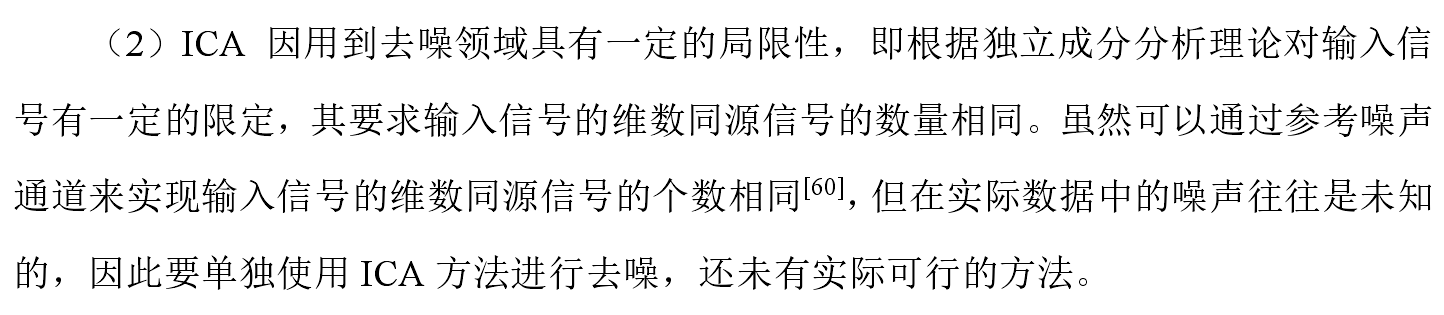 （2）ICA 因用到去噪领域具有一定的局限性，即根据独立成分分析理论对输入信
号有一定的限定，其要求输入信号的维数同源信号的数量相同。虽然可以通过参考噪声
通道来实现输入信号的维数同源信号的个数相同[60]，但在实际数据中的噪声往往是未知
的，因此要单独使用 ICA 方法进行去噪，还未有实际可行的方法。